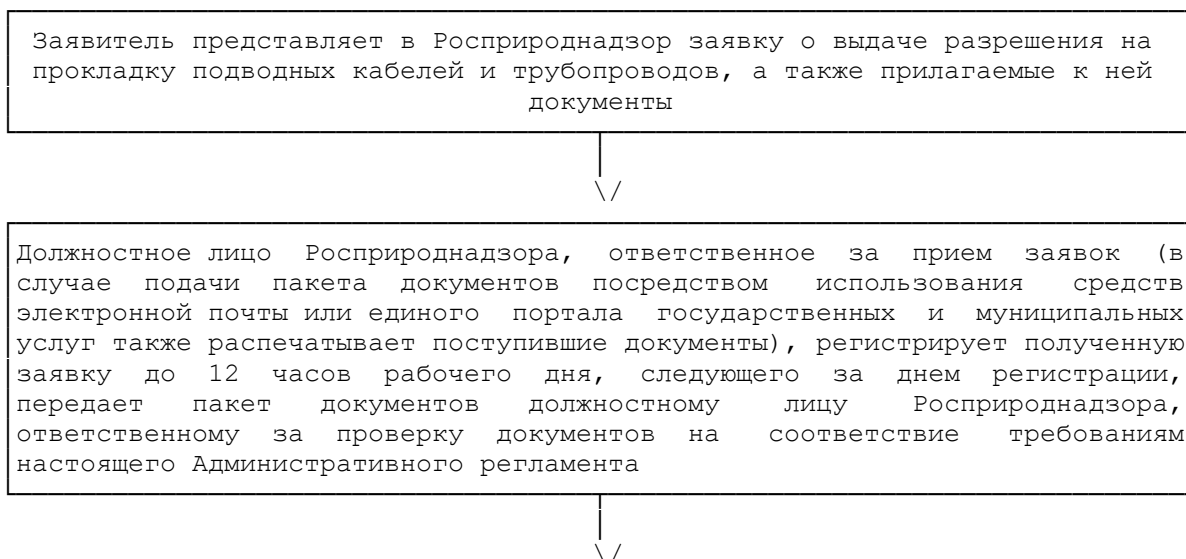 Заявитель представляет в Росприроднадзор заявку о выдаче разрешения на
прокладку подводных кабелей и трубопроводов, а также прилагаемые к ней
документы
Должностное лицо Росприроднадзора, ответственное за прием заявок (в
случае подачи пакета документов посредством использования средств
электронной почты или единого портала государственных и муниципальных
услуг также распечатывает поступившие документы), регистрирует полученную
заявку до 12 часов рабочего дня, следующего за днем регистрации,
передает пакет документов должностному лицу Росприроднадзора,
ответственному за проверку документов на соответствие требованиям
настоящего Административного регламента